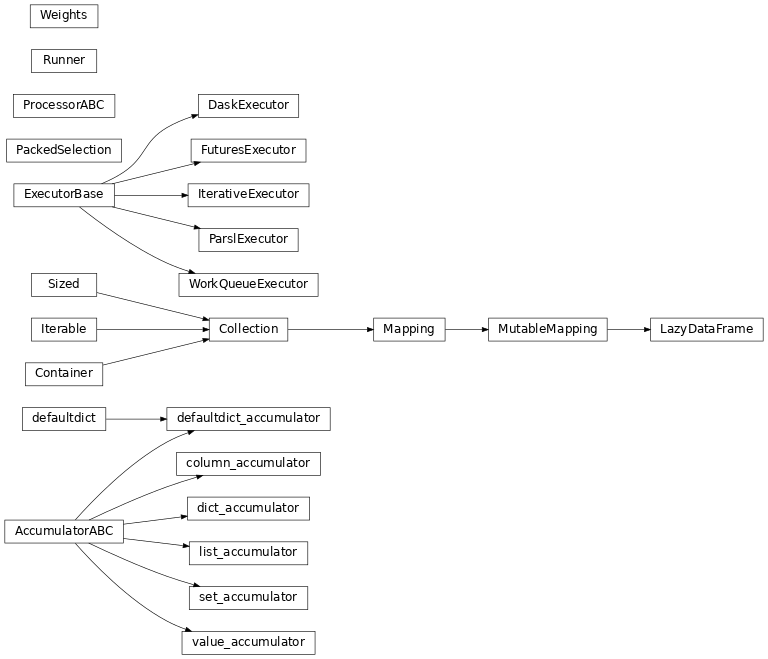 Weights
Runner
ProcessorABC
DaskExecutor
PackedSelection
FuturesExecutor
ExecutorBase
IterativeExecutor
ParslExecutor
Sized
WorkQueueExecutor
Iterable
Collection
Mapping
MutableMapping
LazyDataFrame
Container
defaultdict
defaultdict_accumulator
column_accumulator
dict_accumulator
AccumulatorABC
list_accumulator
set_accumulator
value_accumulator